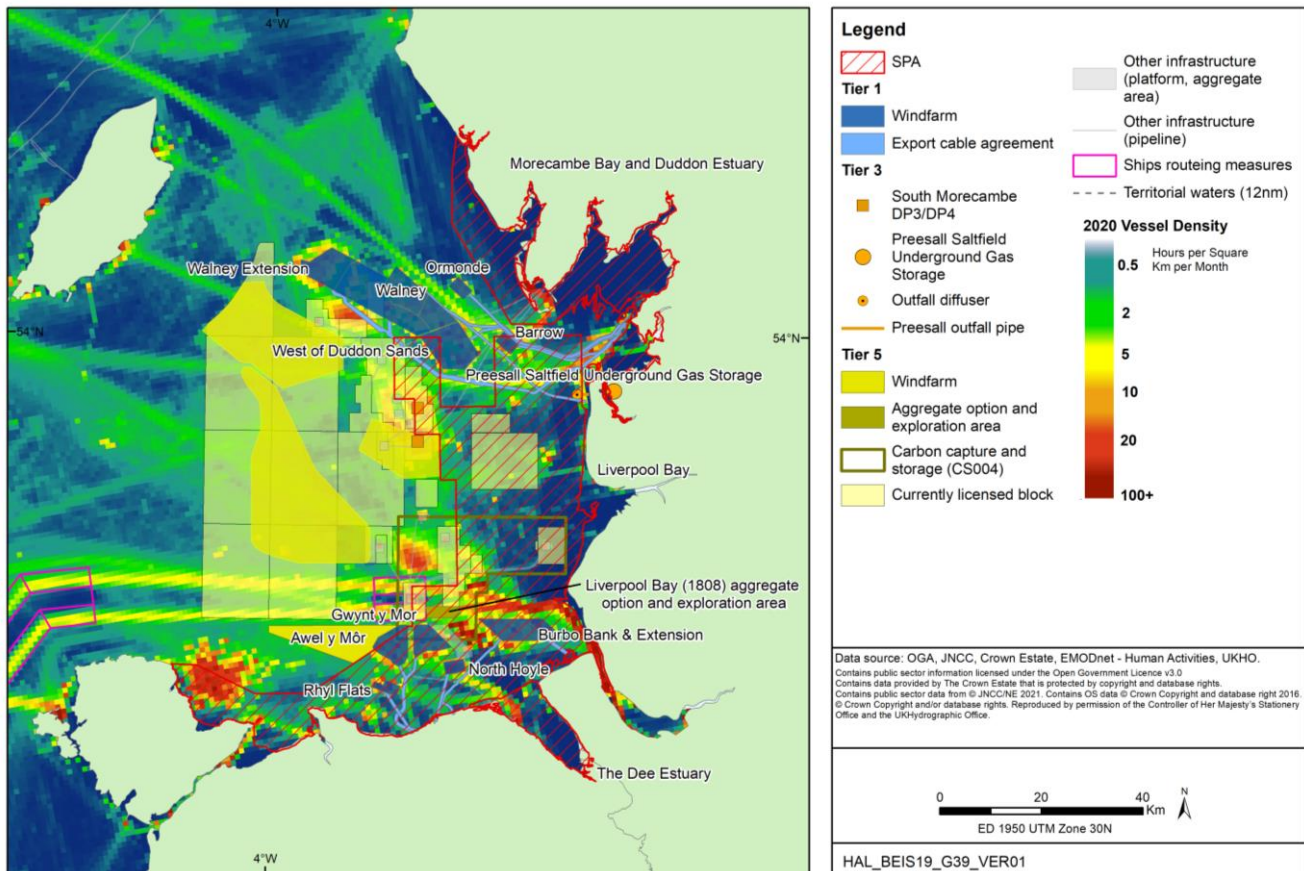 4°W
Morecambe Bay and Duddon Estuary
Walney Extension
Ormonde
Walney
54°N
Barrow
54°N
West of Duddon Sands
Preesall Saltfield Underground Gas Storage
Liverpool Bay
Liverpool Bay (1808) aggregate
option and exploration area
Gwynt y Mor
Awel y Môr
Burbo Bank & Extension
North Hoyle
Rhyl Flats
The Dee Estuary
4°W
Legend
SPA
Tier 1
Windfarm
Export cable agreement
Tier 3
South Morecambe
DP3/DP4
Preesall Saltfield
Underground Gas
Storage
Outfall diffuser
Preesall outfall pipe
Tier 5
Windfarm
Aggregate option and
exploration area
Carbon capture and
storage (CS004)
Currently licensed block
Other infrastructure
(platform, aggregate
area)
Other infrastructure
(pipeline)
Ships routeing measures
Territorial waters (12nm)
2020 Vessel Density
Hours per Square
Km per Month
0.5
2
5
10
20
100+
Data source: OGA, JNCC, Crown Estate, EMODnet - Human Activities, UKHO.
Contains public sector information licensed under the Open Government Licence v3.0
Contains data provided by The Crown Estate that is protected by copyright and database rights.
Contains public sector data from © JNCC/NE 2021. Contains OS data © Crown Copyright and database right 2016.
© Crown Copyright and/or database rights. Reproduced by permission of the Controller of Her Majesty's Stationery
Office and the UKHydrographic Office.
0 20 40
Km
N
ED 1950 UTM Zone 30N
HAL_BEIS19_G39_VER01